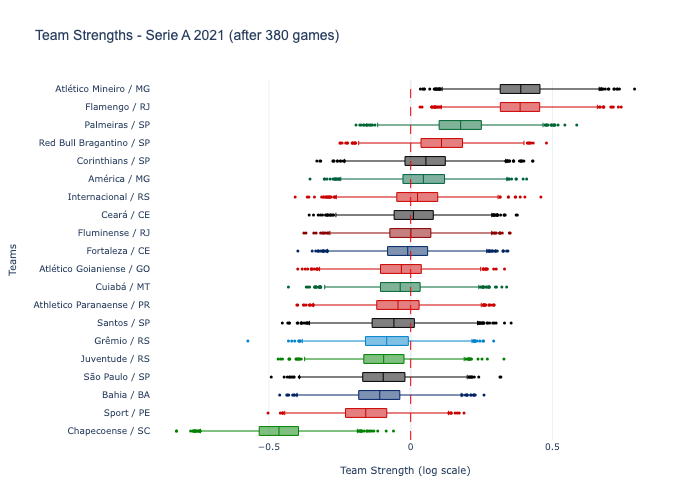 Team Strengths - Serie A 2021 (after 380 games)
Atlético Mineiro / MG
Flamengo / RJ
Palmeiras / SP
Red Bull Bragantino / SP
Corinthians / SP
América / MG
Internacional / RS
Ceará / CE
Fluminense / RJ
Fortaleza / CE
Atlético Goianiense / GO
Cuiabá / MT
Athletico Paranaense / PR
Santos / SP
Grêmio / RS
Juventude / RS
São Paulo / SP
Bahia / BA
Sport / PE
Chapecoense / SC
Teams
−0.5 0 0.5
Team Strength (log scale)